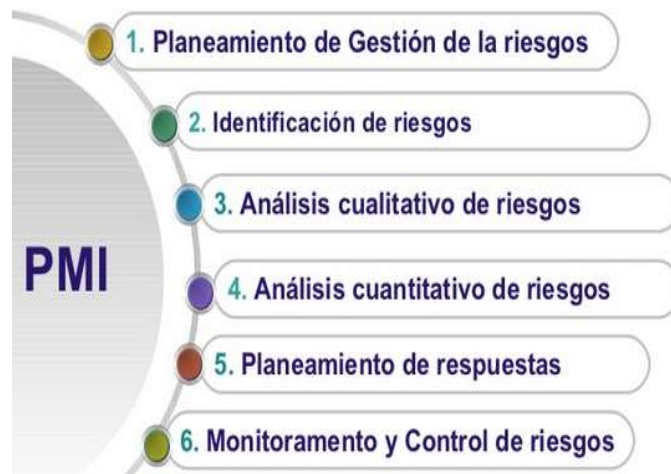 1. Planeamiento de Gestión de la riesgos
2. Identificación de riesgos
3. Análisis cualitativo de riesgos
PMI
4. Análisis cuantitativo de riesgos
5. Planeamiento de respuestas
6. Monitoramento y Control de riesgos